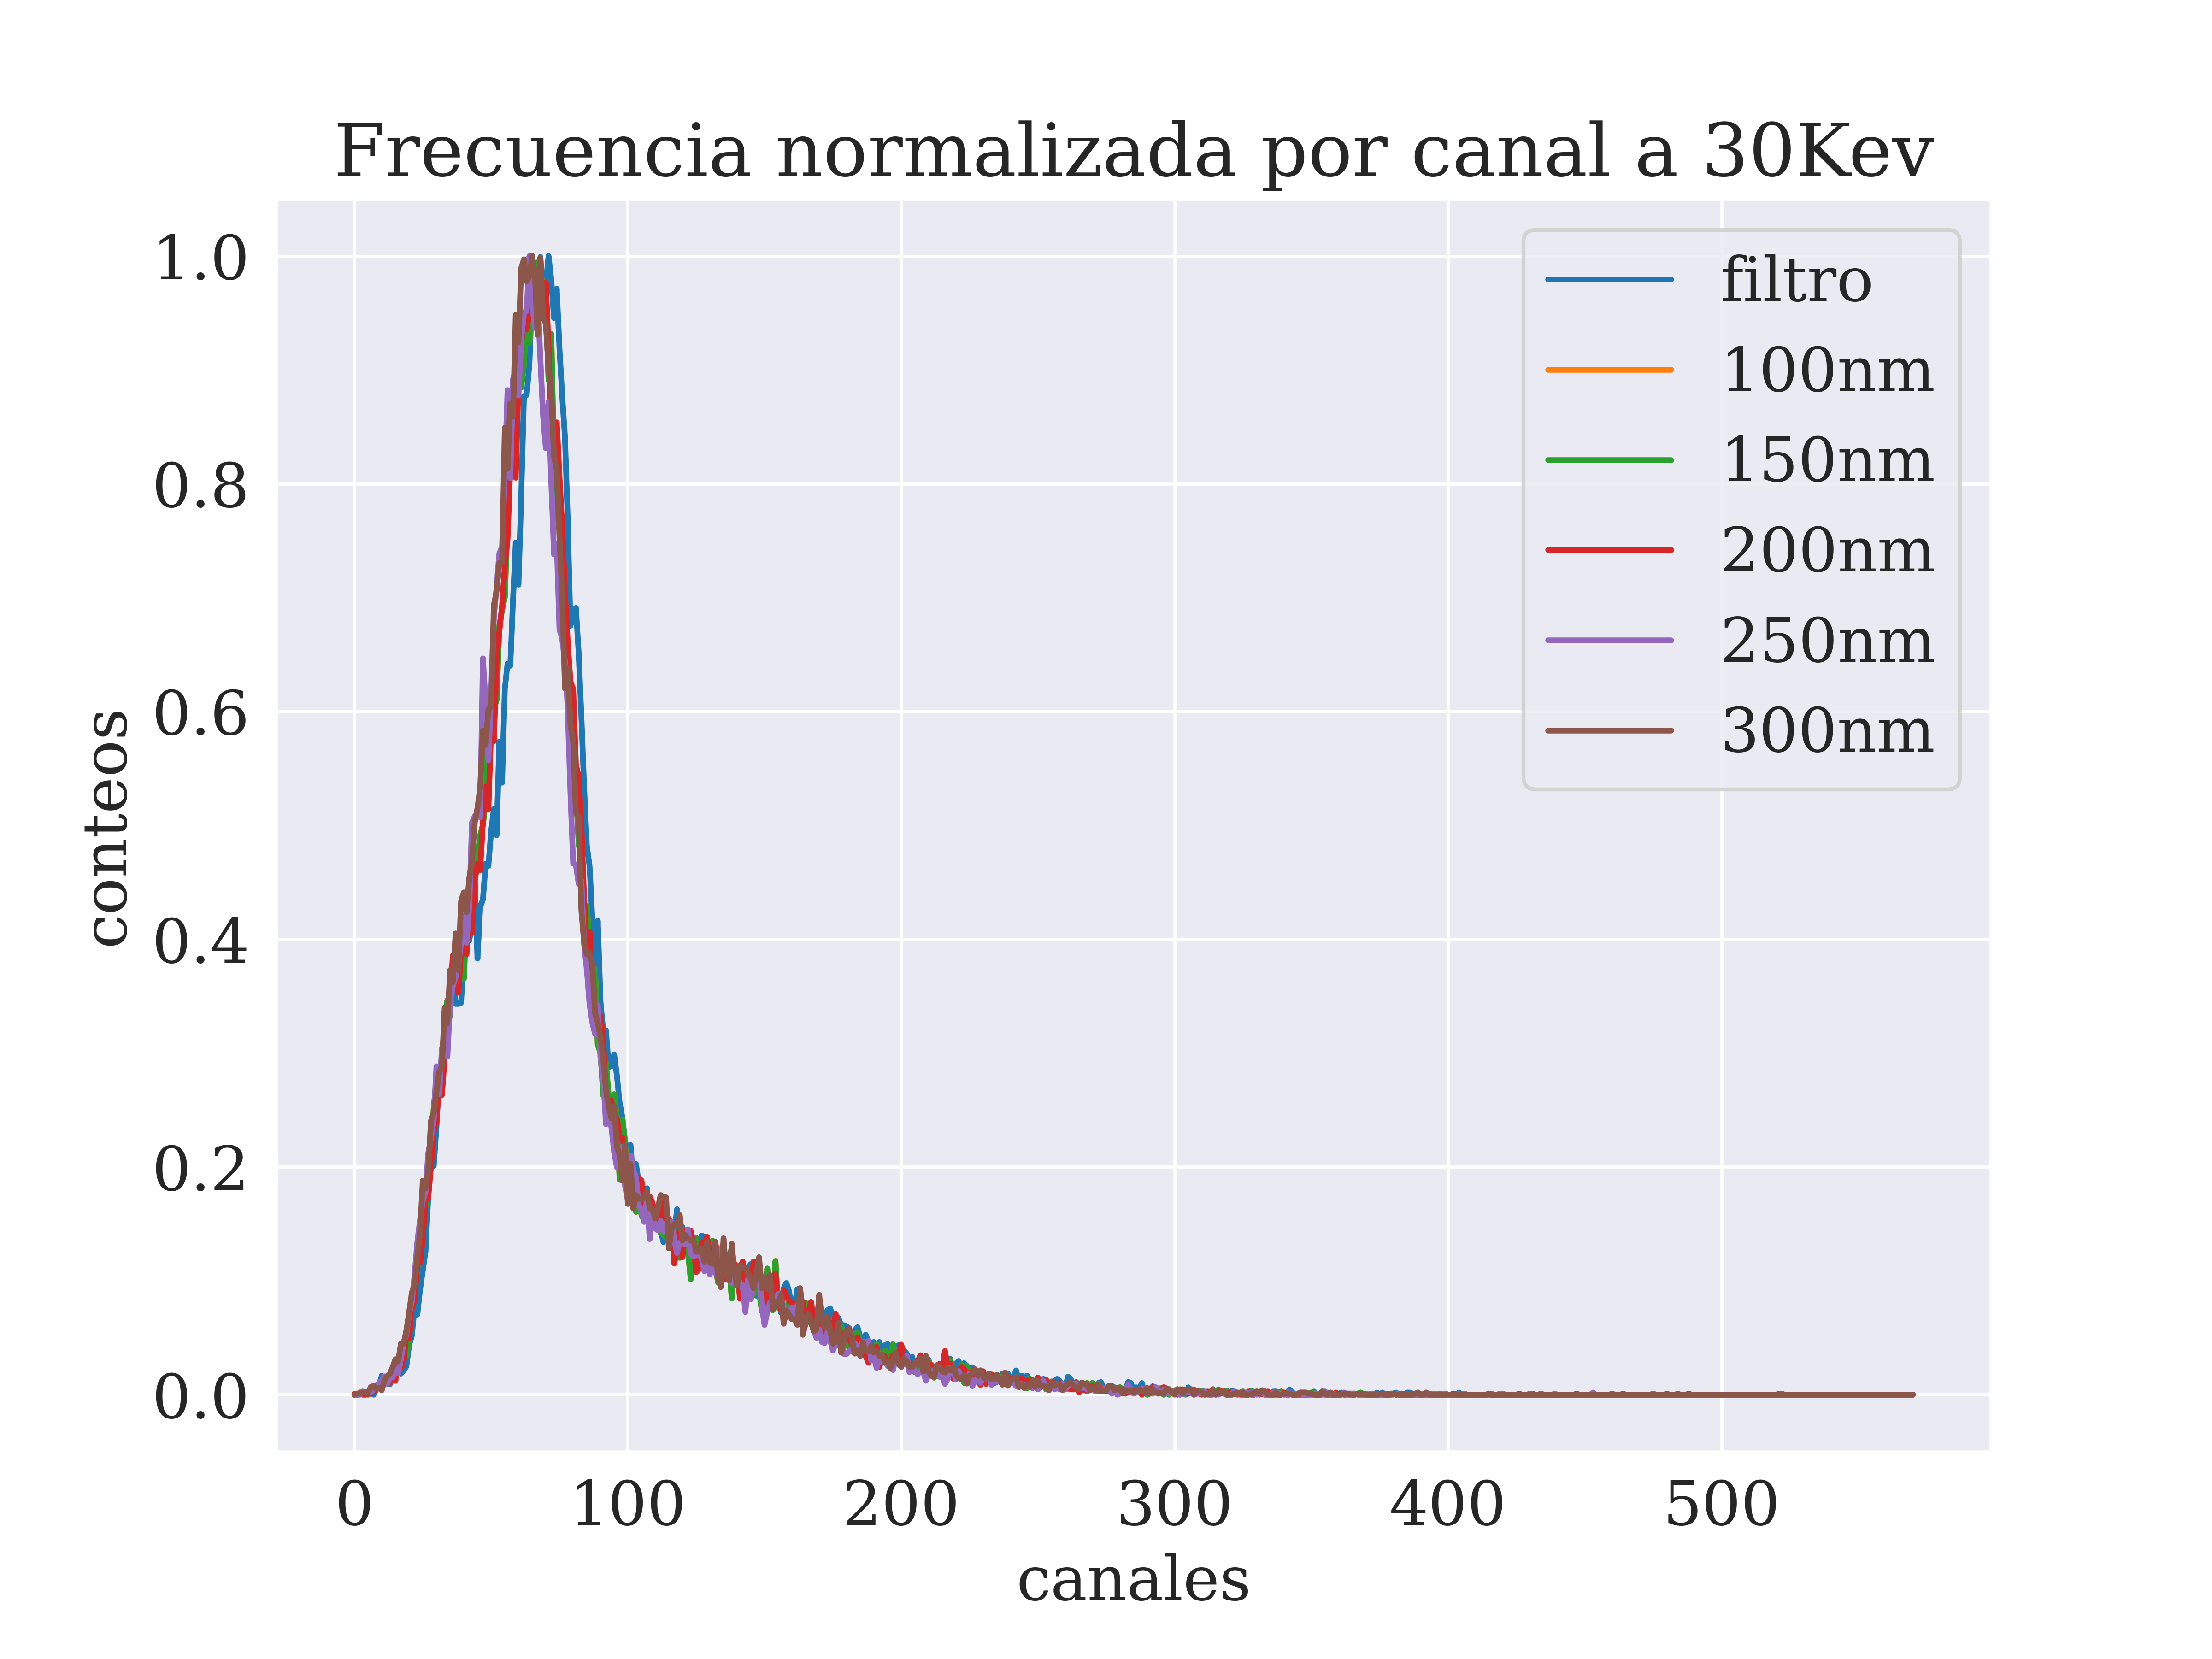 Frecuencia normalizada por canal a 30Kev
1.0
0.8
0.6
0.4
0.2
0.0
conteos
0 100 200 300 400 500
canales
filtro
100nm
150nm
200nm
250nm
300nm